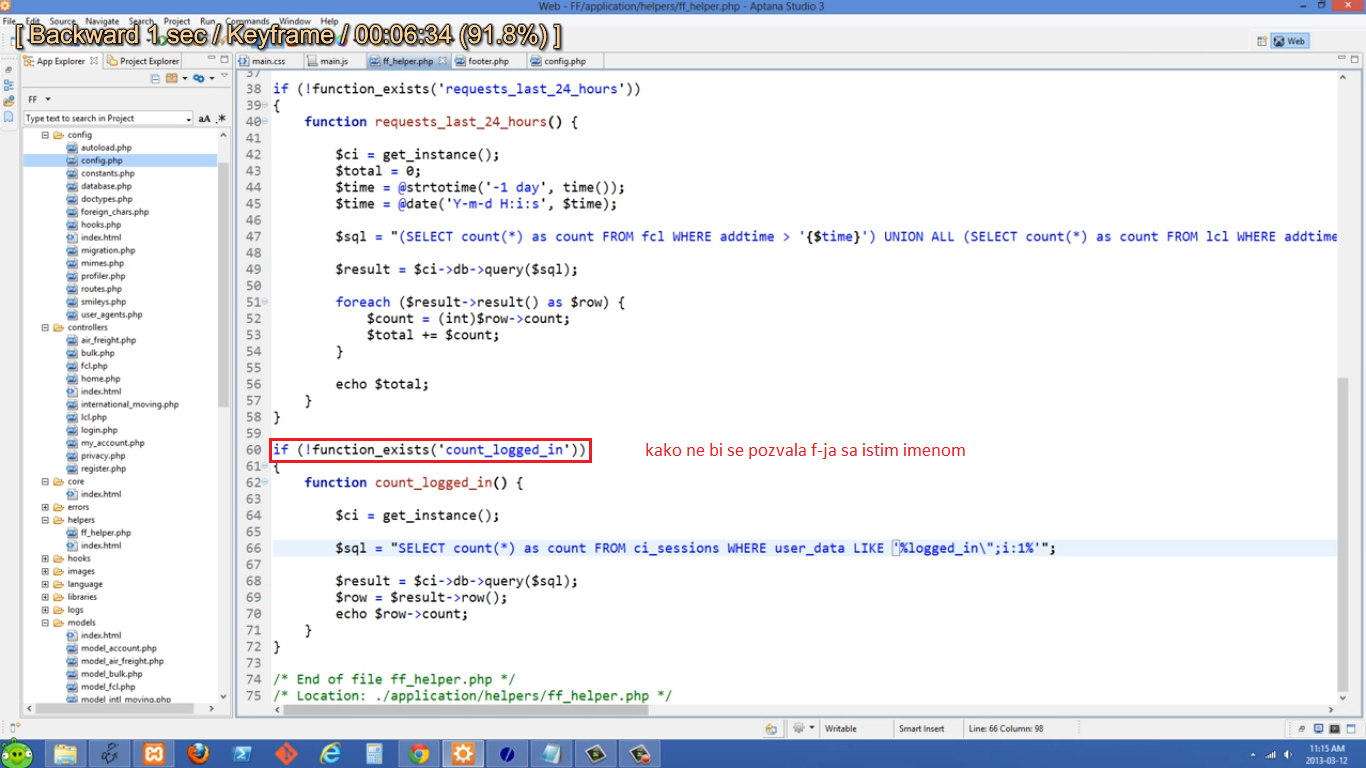 Web - FF/application/helpers/ff_helper.php - Aptana Studio 3
File Edit Source Navigate Search Project Run Commands Window Help
[ Backward 1 sec / Keyframe / 00:06:34 (91.8%) ]
Web
App Explorer Project Explorer
main.css main.js ff_helper.php footer.php config.php
FF
Type text to search in Project
aA .*
config
autoload.php
config.php
constants.php
database.php
doctypes.php
foreign_chars.php
hooks.php
index.html
migration.php
mimes.php
profiler.php
routes.php
smileys.php
user_agents.php
controllers
air_freight.php
bulk.php
fcl.php
home.php
index.html
international_moving.php
lcl.php
login.php
my_account.php
privacy.php
register.php
core
index.html
errors
helpers
ff_helper.php
index.html
hooks
images
language
libraries
logs
models
index.html
model_account.php
model_air_freight.php
model_bulk.php
model_fcl.php
model_intl_moving.php
37
38 if (!function_exists('requests_last_24_hours'))
39 {
40 function requests_last_24_hours() {
41
42 $ci = get_instance();
43 $total = 0;
44 $time = @strtotime('-1 day', time());
45 $time = @date('Y-m-d H:i:s', $time);
46
47 $sql = "(SELECT count(*) as count FROM fcl WHERE addtime > '{$time}') UNION ALL (SELECT count(*) as count FROM lcl WHERE addtime
48
49 $result = $ci->db->query($sql);
50
51 foreach ($result->result() as $row) {
52 $count = (int)$row->count;
53 $total += $count;
54 }
55
56 echo $total;
57 }
58 }
59
60 if (!function_exists('count_logged_in')) kako ne bi se pozvala f-ja sa istim imenom
61 {
62 function count_logged_in() {
63
64 $ci = get_instance();
65
66 $sql = "SELECT count(*) as count FROM ci_sessions WHERE user_data LIKE '%logged_in\";i:1%'";
67
68 $result = $ci->db->query($sql);
69 $row = $result->row();
70 echo $row->count;
71 }
72 }
73
74 /* End of file ff_helper.php */
75 /* Location: ./application/helpers/ff_helper.php */
Writable Smart Insert Line: 66 Column: 98
11:15 AM
2013-03-12